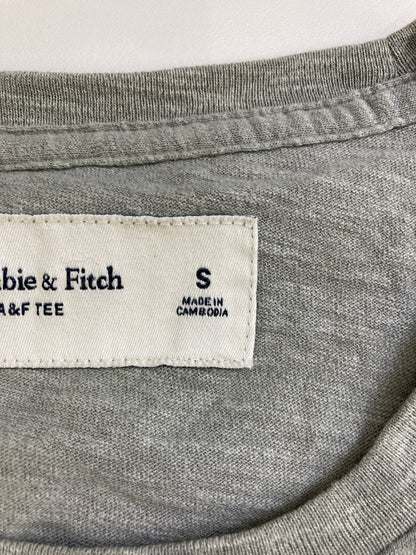 bie & Fitch
A&F TEE
S
MADE IN
CAMBODIA